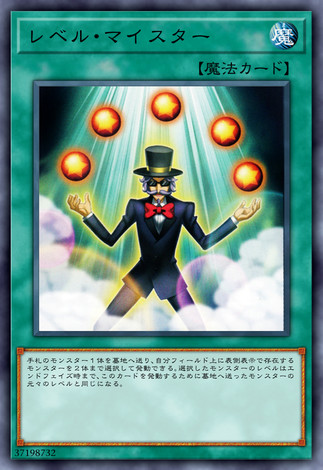 レベル・マイスター
魔
【魔法カード】
手札のモンスター１体を墓地へ送り、自分フィールド上に表側表示で存在する
モンスターを２体まで選択して発動できる。選択したモンスターのレベルはエ
ンドフェイズ時まで、このカードを発動するために墓地へ送ったモンスターの
元々のレベルと同じになる。
37198732